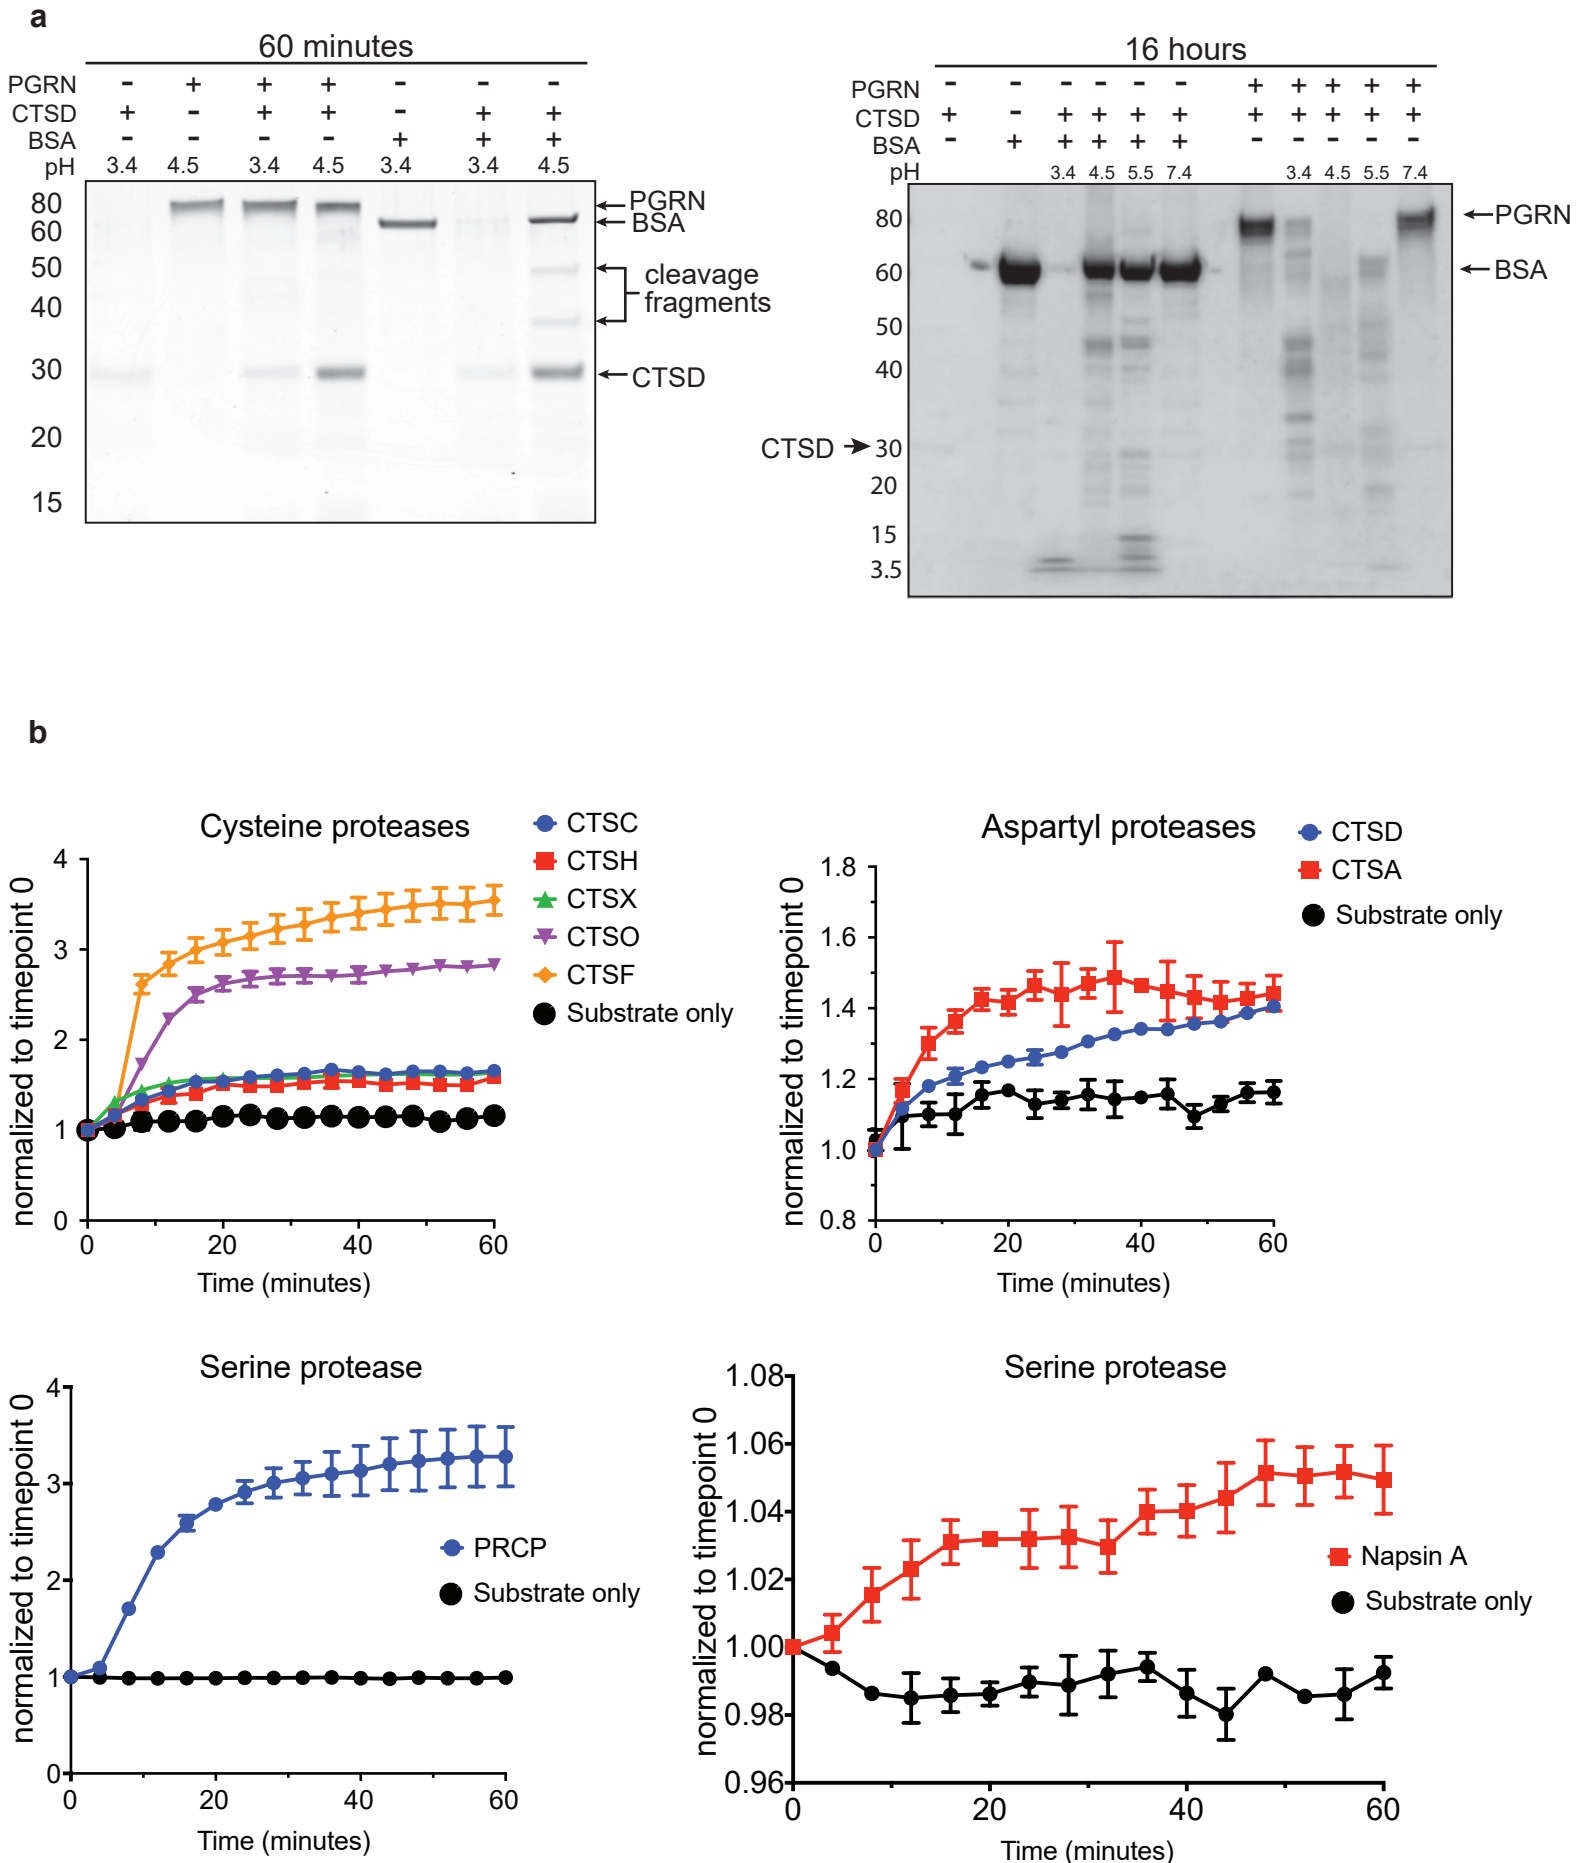 a
60 minutes
PGRN - + + + - - -
CTSD + - + + - + +
BSA - - - - + + +
pH 3.4 4.5 3.4 4.5 3.4 3.4 4.5
80
60
50
40
30
20
15
PGRN
BSA
cleavage
fragments
CTSD
16 hours
PGRN - - - - - - + + + + +
CTSD + - + + + + + + + + +
BSA - + + + + + - - - - -
pH 3.4 4.5 5.5 7.4 3.4 4.5 5.5 7.4
80
60
50
40
CTSD 30
20
15
3.5
PGRN
BSA
b
Cysteine proteases
normalized to timepoint 0
4
3
2
1
0
0 20 40 60
Time (minutes)
CTSC
CTSH
CTSX
CTSO
CTSF
Substrate only
Aspartyl proteases
normalized to timepoint 0
1.8
1.6
1.4
1.2
1.0
0.8
0 20 40 60
Time (minutes)
CTSD
CTSA
Substrate only
Serine protease
normalized to timepoint 0
4
3
2
1
0
0 20 40 60
Time (minutes)
PRCP
Substrate only
Serine protease
normalized to timepoint 0
1.08
1.06
1.04
1.02
1.00
0.98
0.96
0 20 40 60
Time (minutes)
Napsin A
Substrate only